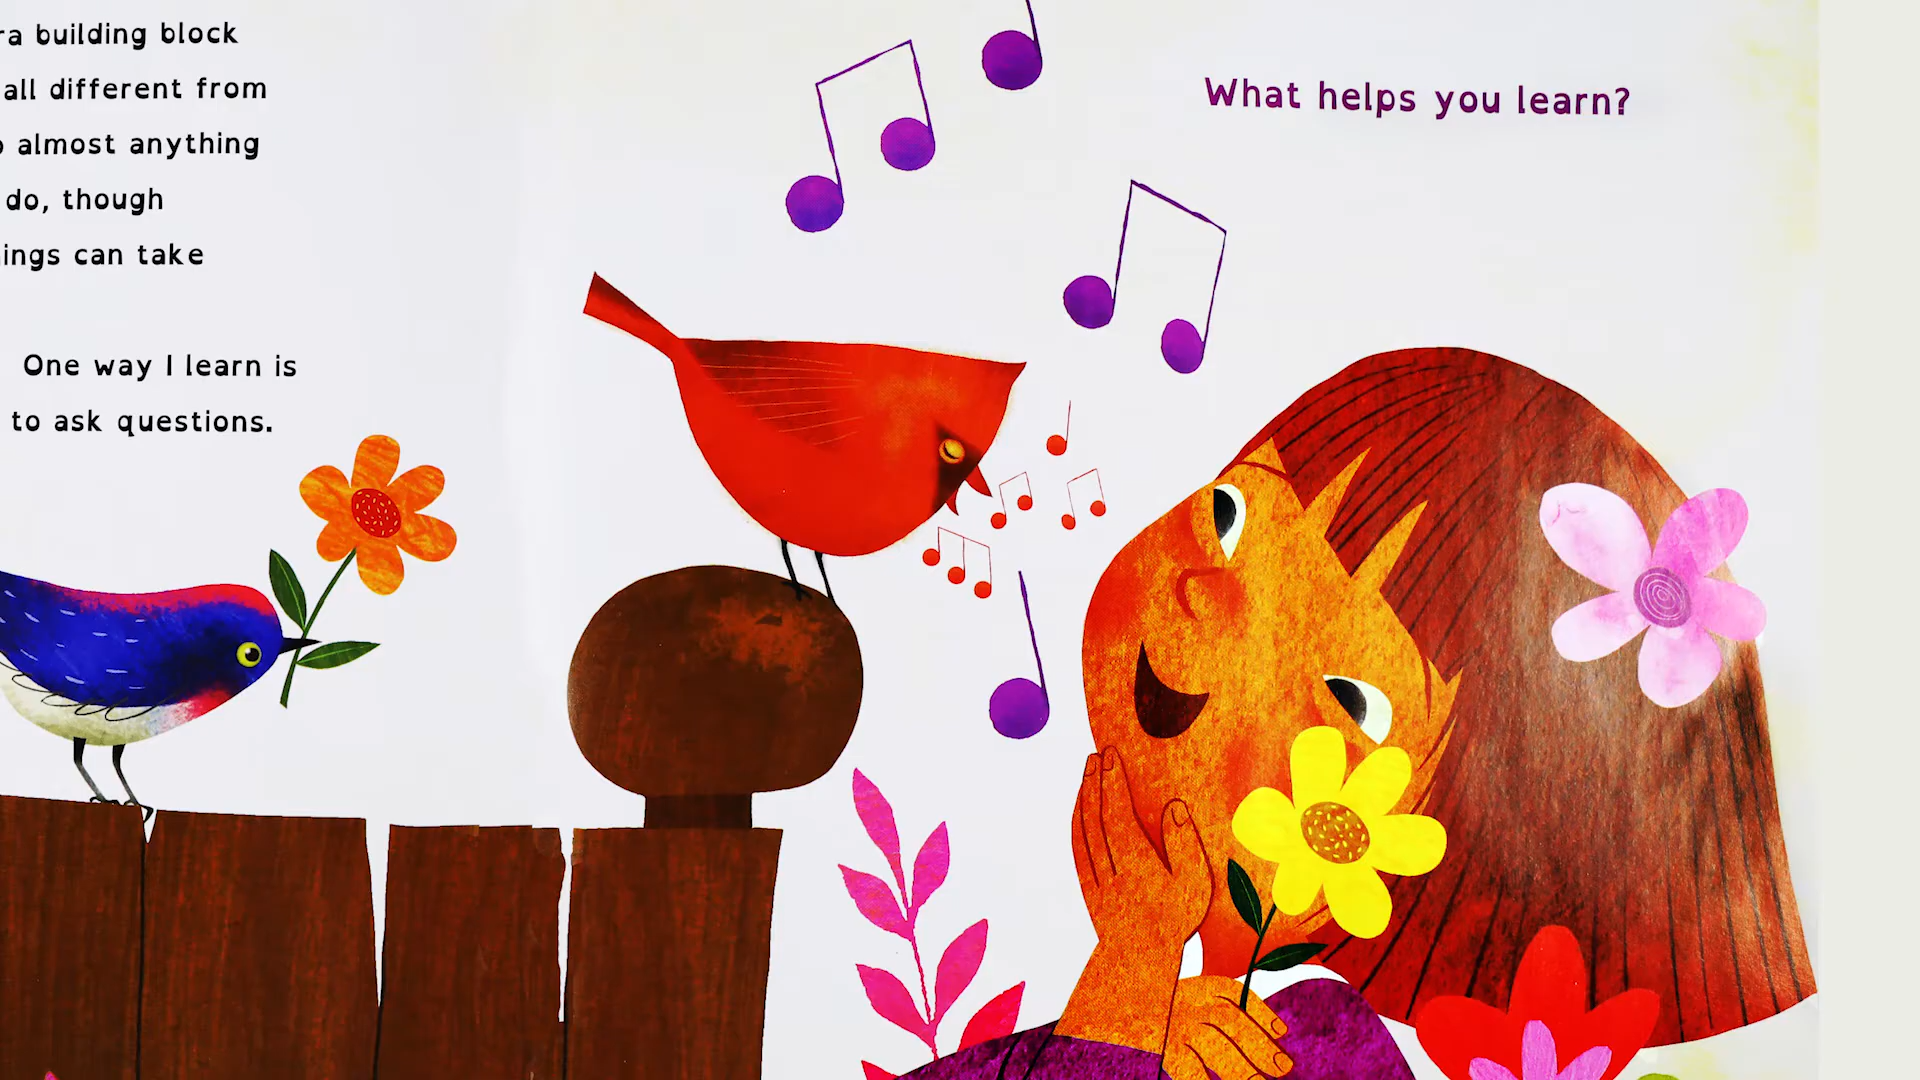 building block
all different from
almost anything
do, though
can take
One way I learn is
to ask questions.
What helps you learn?